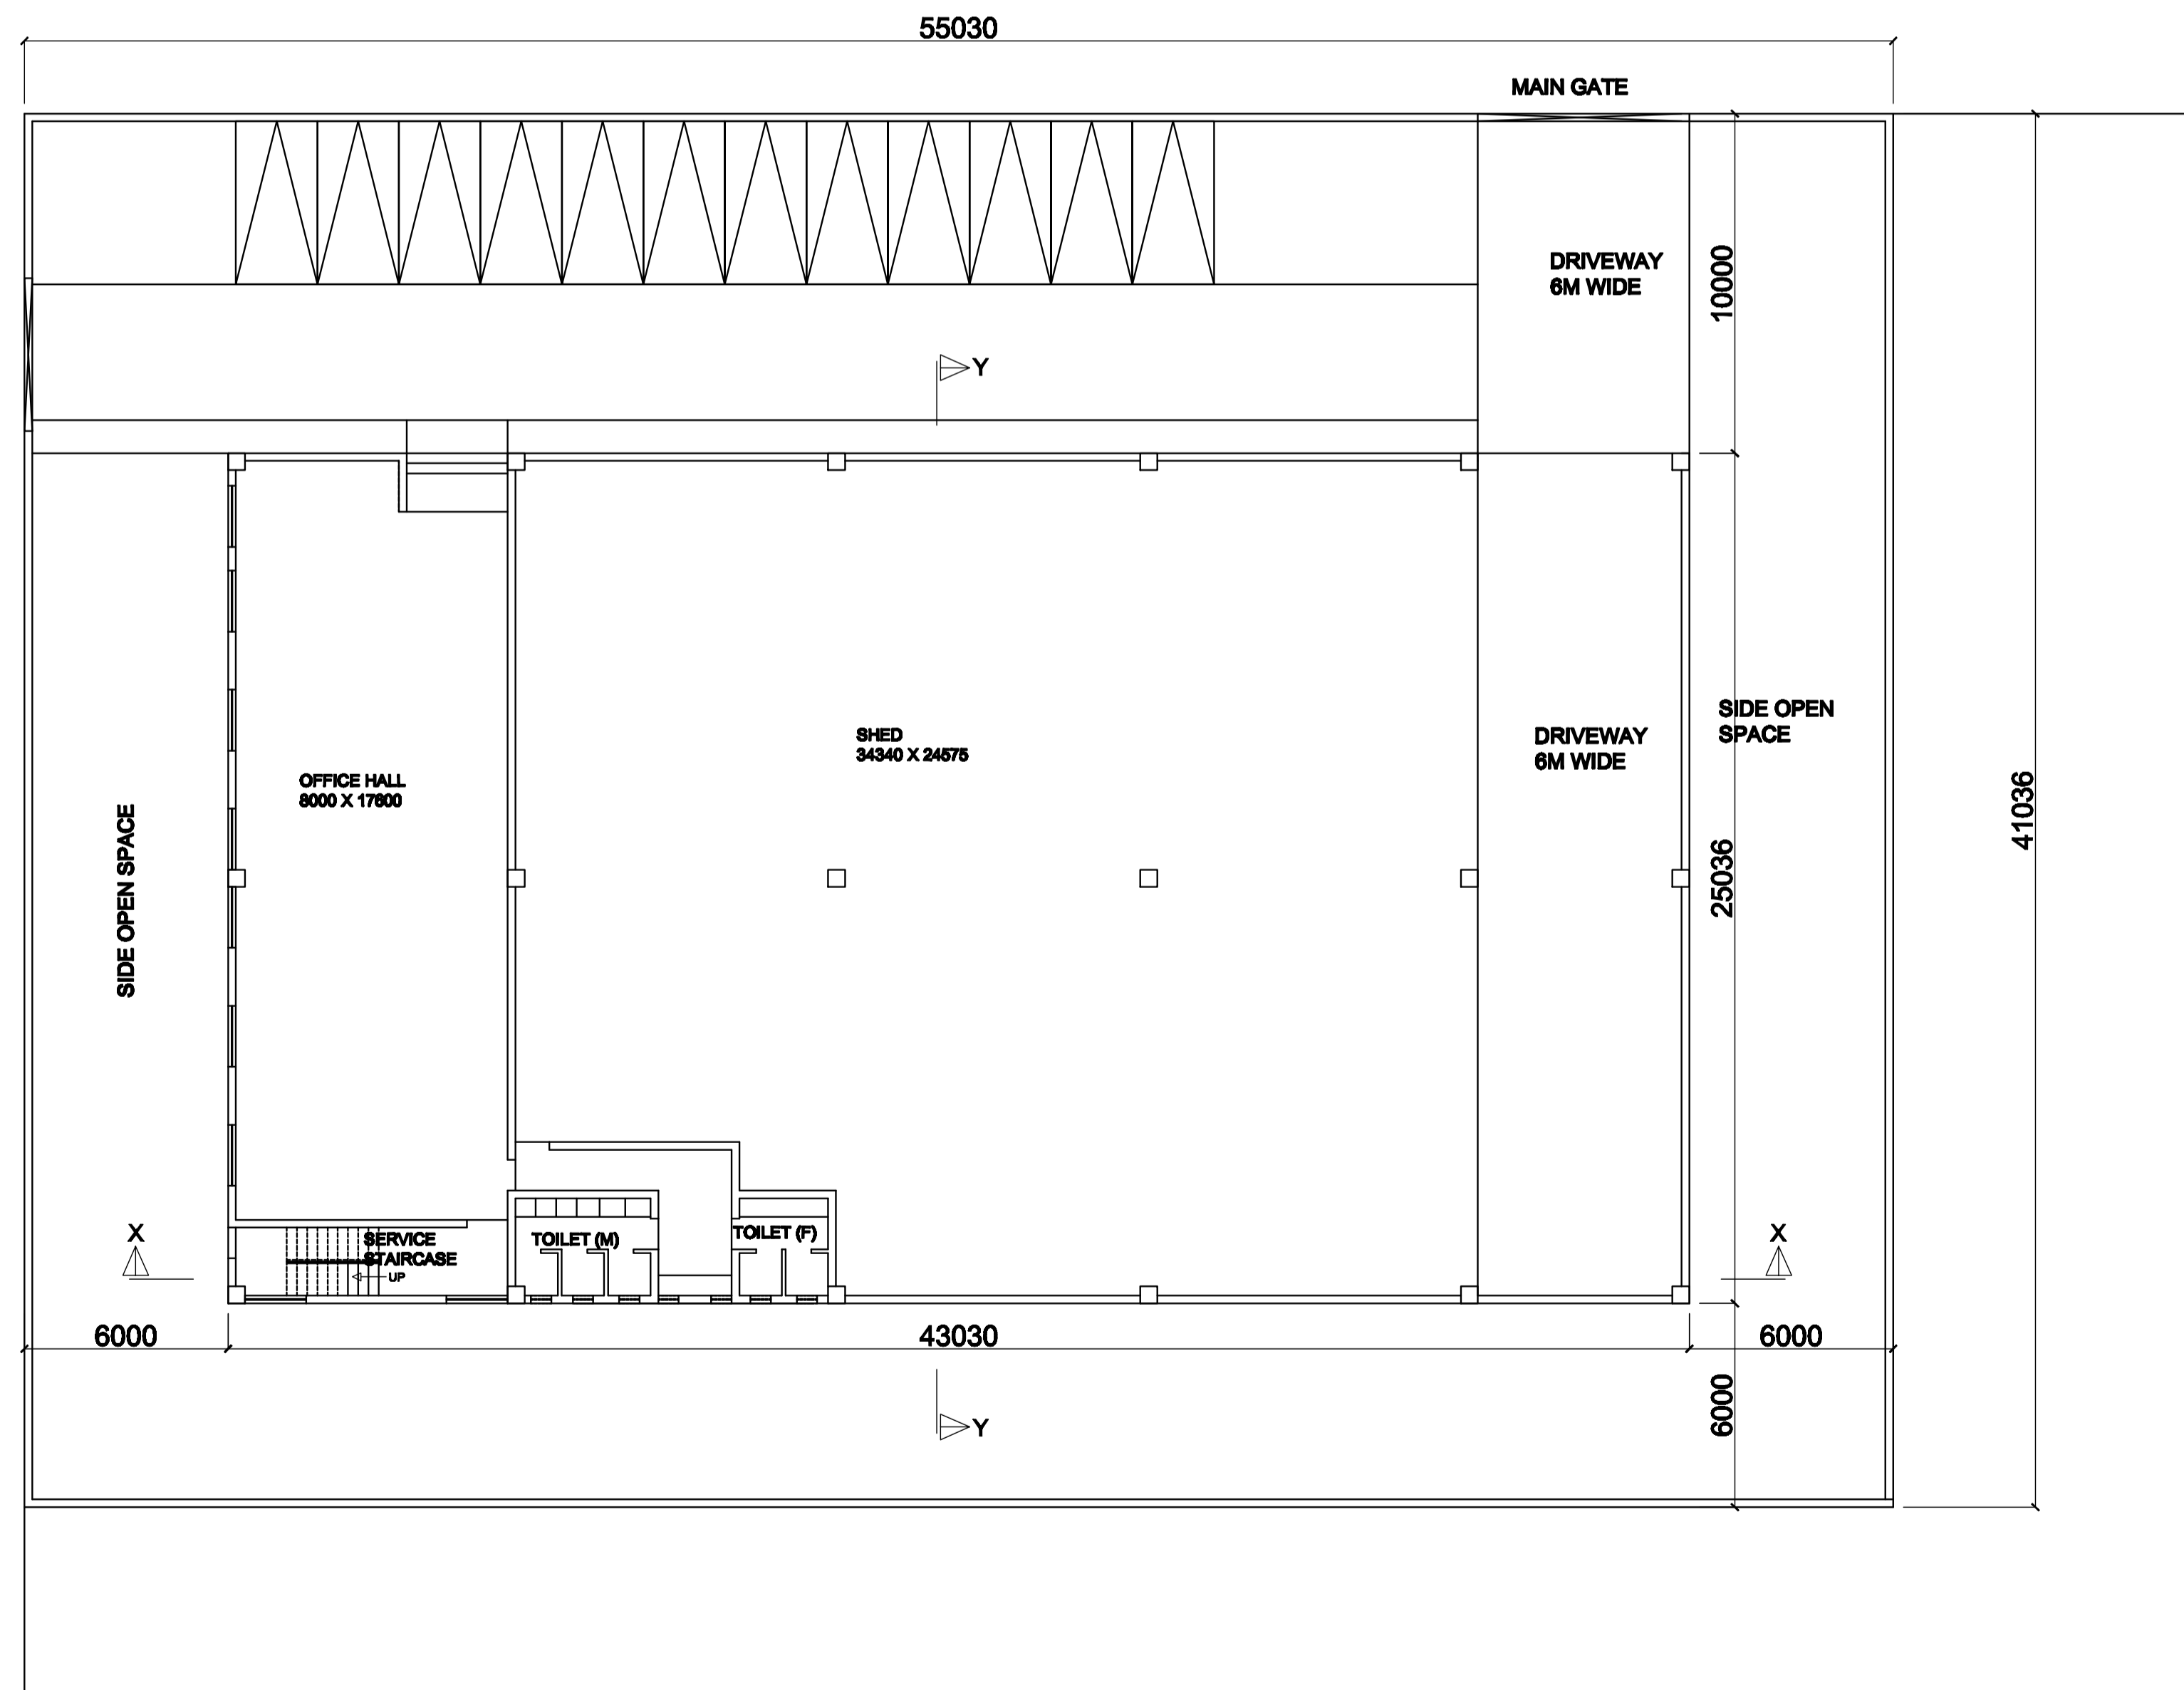 55030
MAIN GATE
DRIVEWAY
6M WIDE
10000
Y
SIDE OPEN
SPACE
SHED
34340 X 24575
DRIVEWAY
6M WIDE
OFFICE HALL
8000 X 17600
41036
SIDE OPEN SPACE
25036
X
SERVICE
STAIRCASE
UP
TOILET (M)
TOILET (F)
X
6000
43030
6000
6000
Y